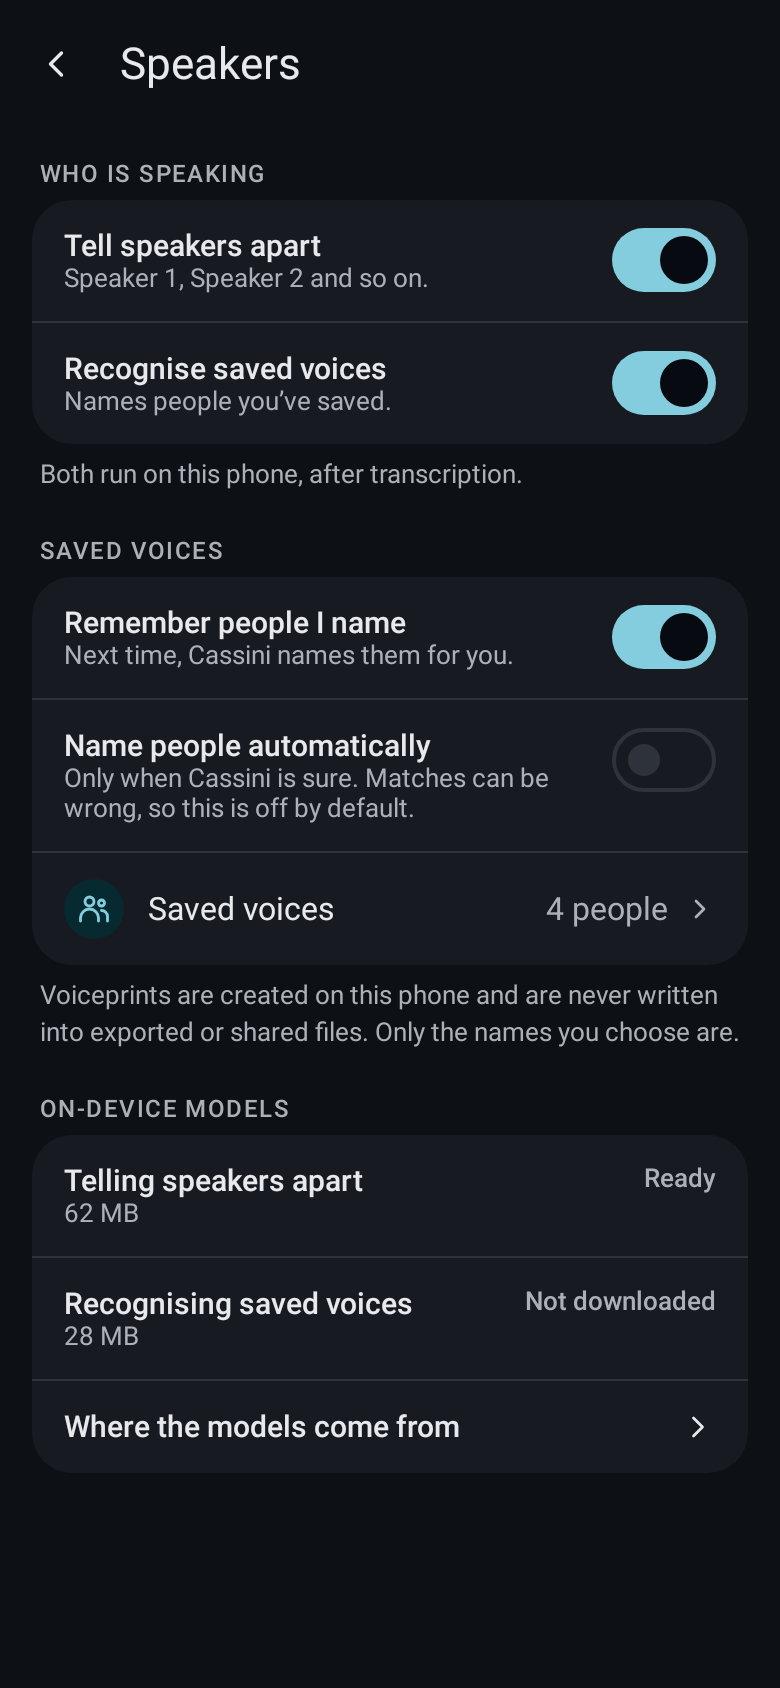 Speakers
WHO IS SPEAKING
Tell speakers apart
Speaker 1, Speaker 2 and so on.
Recognise saved voices
Names people you’ve saved.
Both run on this phone, after transcription.
SAVED VOICES
Remember people I name
Next time, Cassini names them for you.
Name people automatically
Only when Cassini is sure. Matches can be
wrong, so this is off by default.
Saved voices 4 people
Voiceprints are created on this phone and are never written
into exported or shared files. Only the names you choose are.
ON-DEVICE MODELS
Telling speakers apart Ready
62 MB
Recognising saved voices Not downloaded
28 MB
Where the models come from